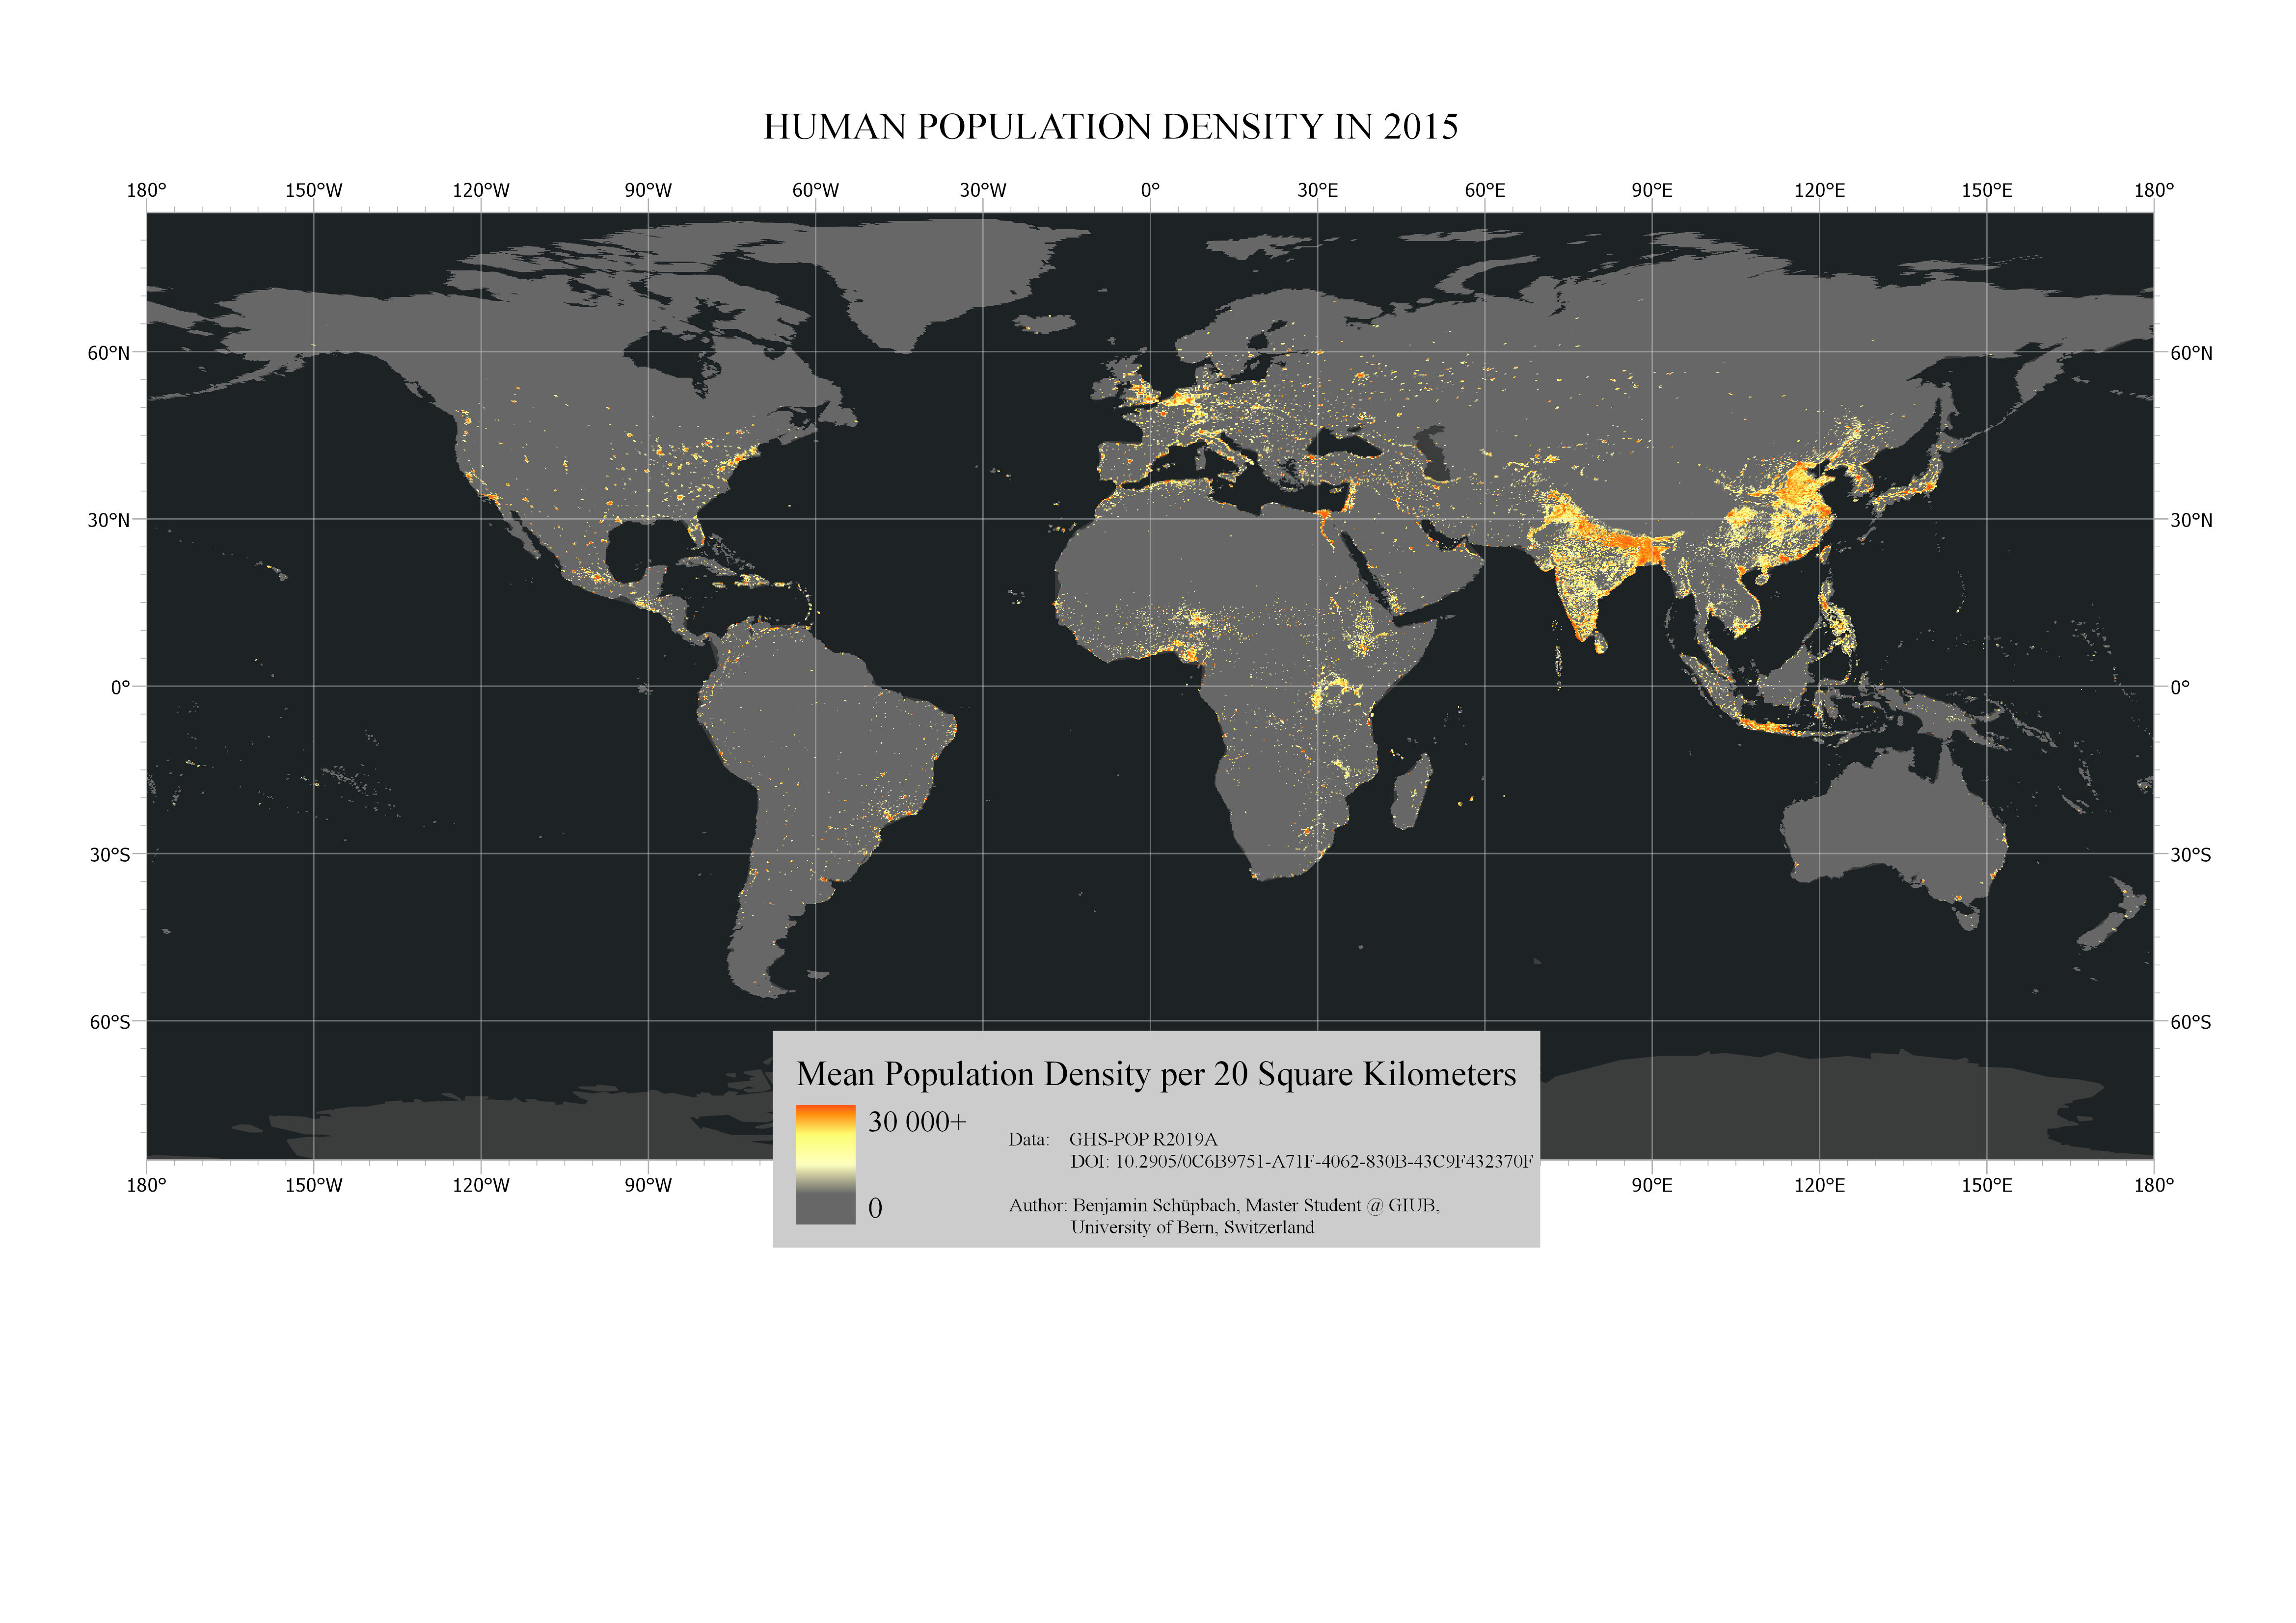 HUMAN POPULATION DENSITY IN 2015
180° 150°W 120°W 90°W 60°W 30°W 0° 30°E 60°E 90°E 120°E 150°E 180°
60°N 60°N
30°N 30°N
0° 0°
30°S 30°S
60°S 60°S
Mean Population Density per 20 Square Kilometers
30 000+
0
Data: GHS-POP R2019A
DOI: 10.2905/0C6B9751-A71F-4062-830B-43C9F432370F
Author: Benjamin Schüpbach, Master Student @ GIUB,
University of Bern, Switzerland
180° 150°W 120°W 90°W 90°E 120°E 150°E 180°